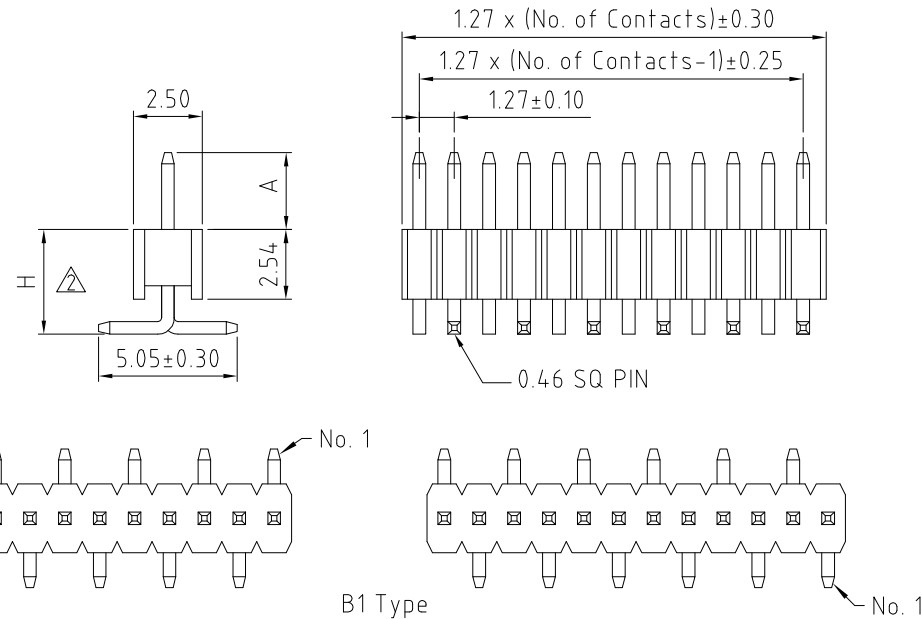 1.27 x (No. of Contacts)±0.30
1.27 x (No. of Contacts-1)±0.25
2.50
1.27±0.10
A
H
2
2.54
5.05±0.30
0.46 SQ PIN
No. 1
B1 Type
No. 1